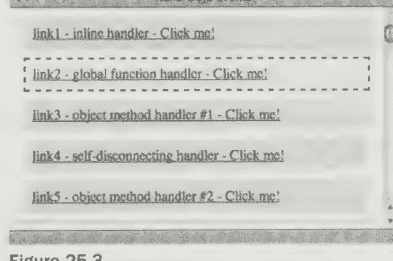 link1 - inline handler - Click me!
link2 - global function handler - Click me!
link3 - object method handler #1 - Click me!
link4 - self-disconnecting handler - Click me!
link5 - object method handler #2 - Click me!
Figure 25.3